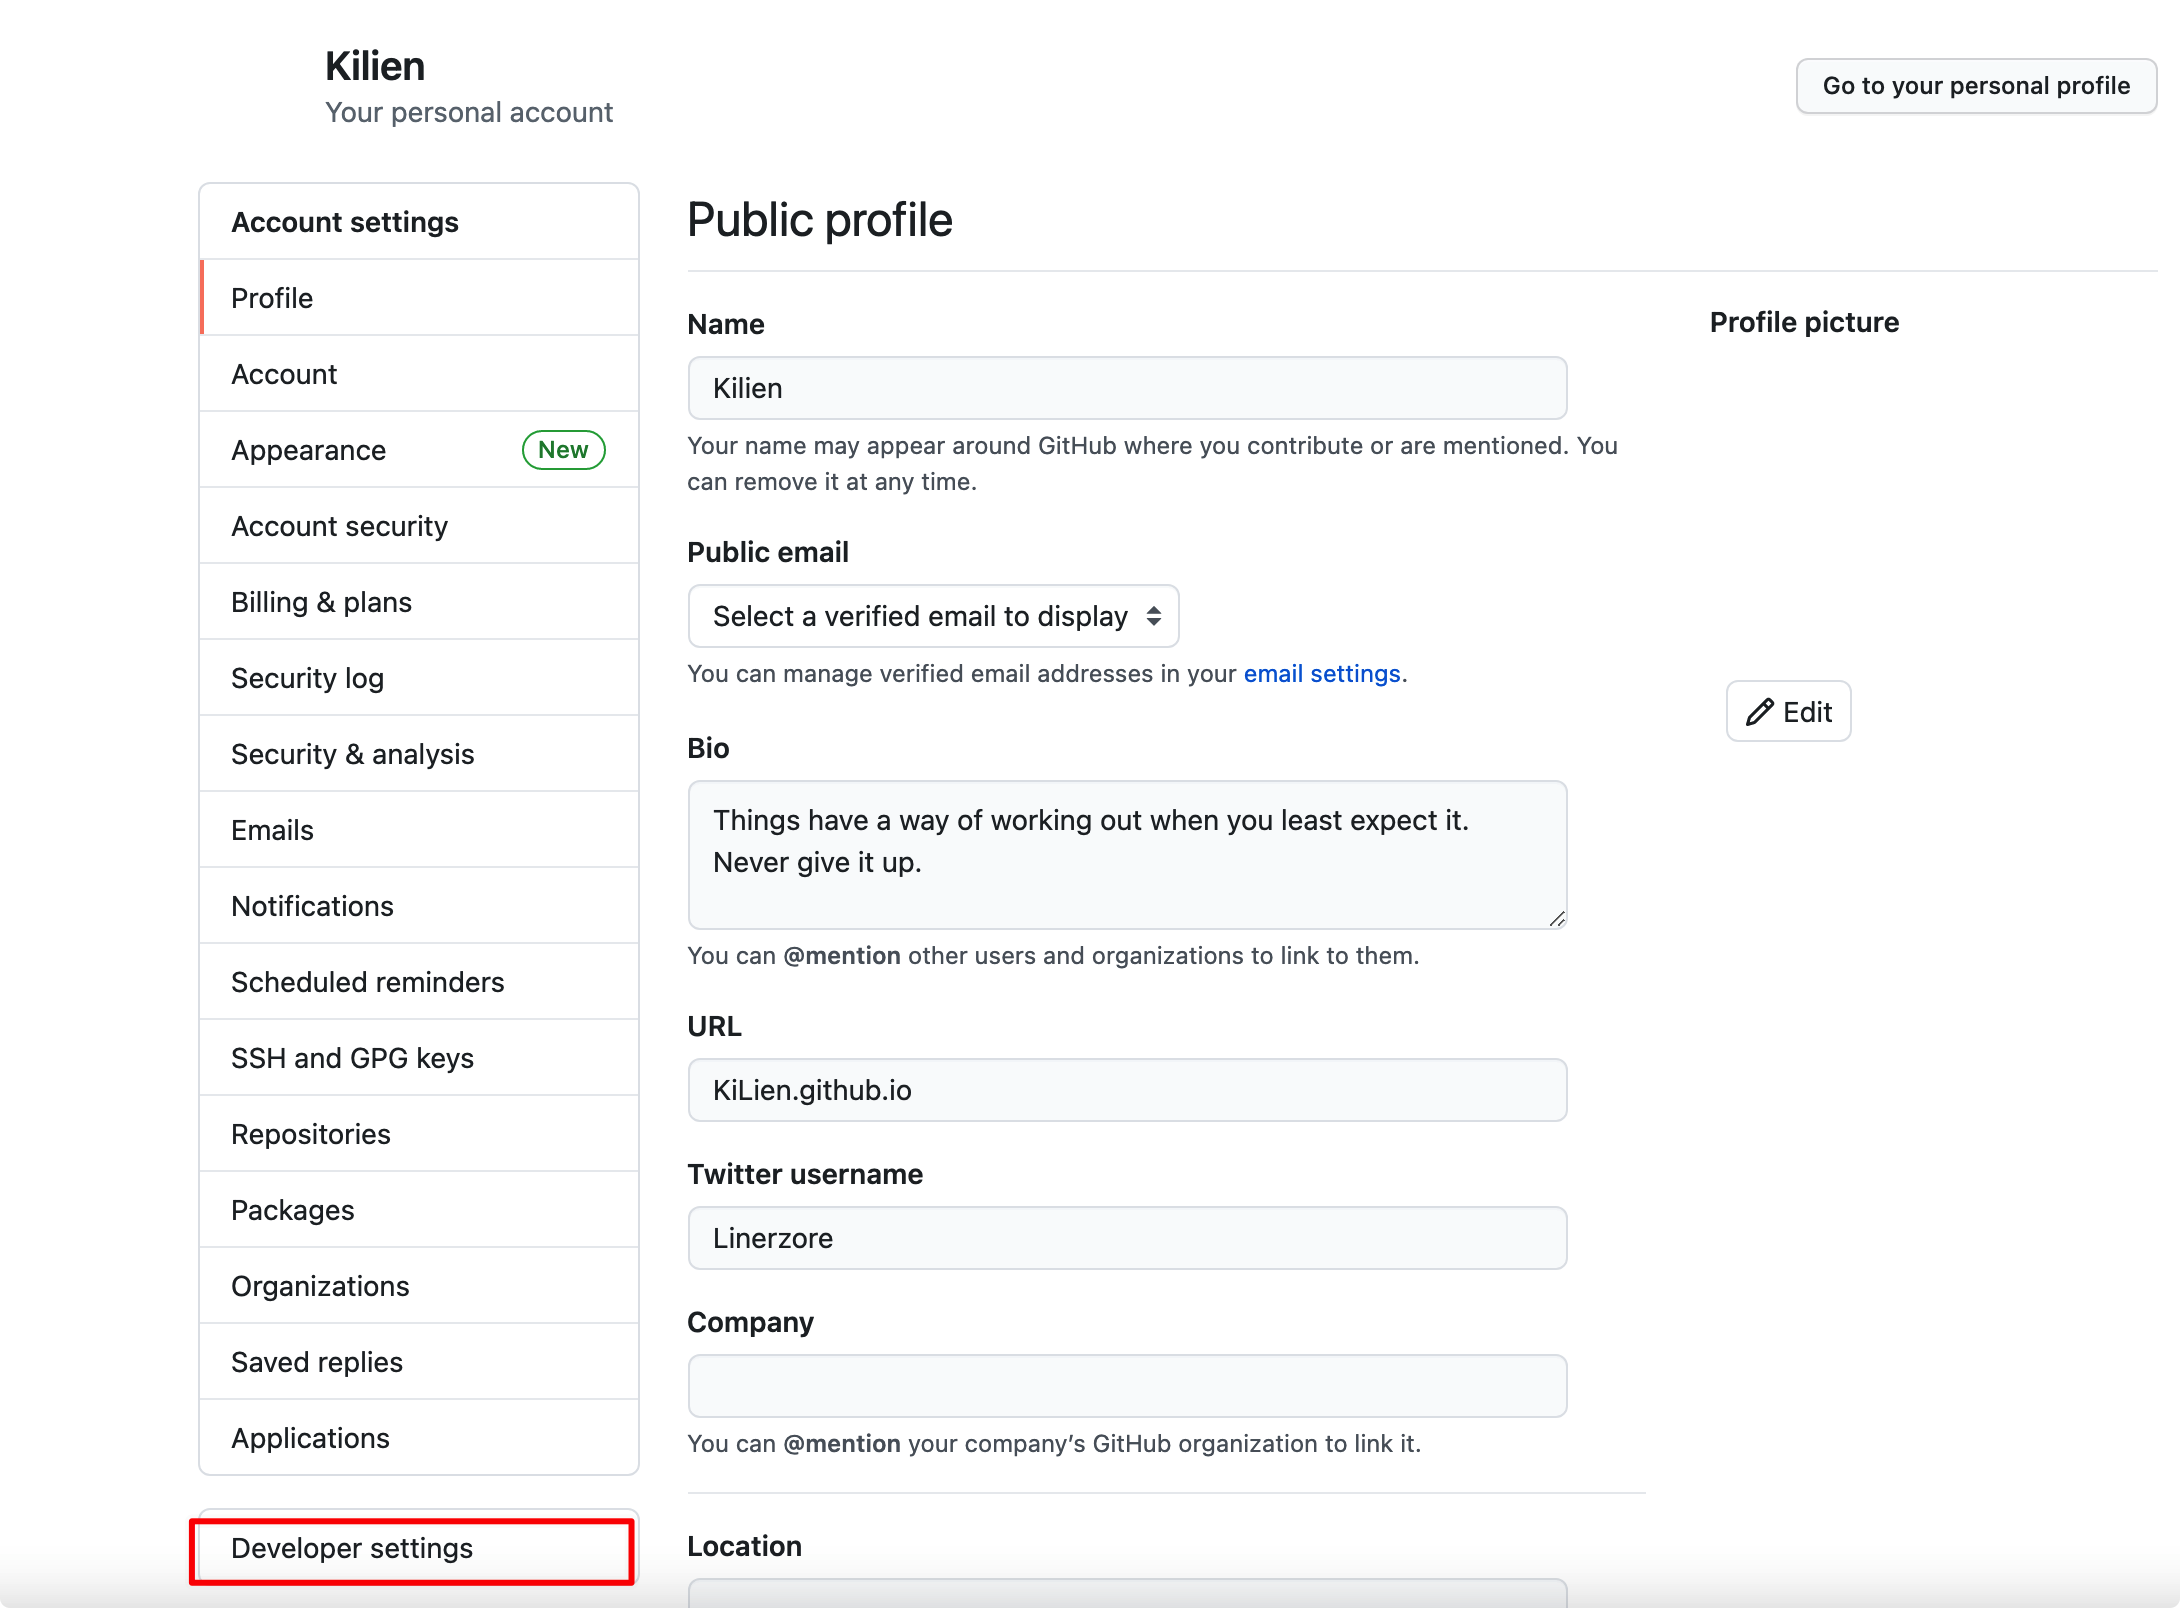 Kilien
Your personal account
Go to your personal profile
Account settings
Profile
Account
Appearance New
Account security
Billing & plans
Security log
Security & analysis
Emails
Notifications
Scheduled reminders
SSH and GPG keys
Repositories
Packages
Organizations
Saved replies
Applications
Developer settings
Public profile
Name
Kilien
Your name may appear around GitHub where you contribute or are mentioned. You
can remove it at any time.
Public email
Select a verified email to display
You can manage verified email addresses in your email settings.
Bio
Things have a way of working out when you least expect it.
Never give it up.
You can @mention other users and organizations to link to them.
URL
KiLien.github.io
Twitter username
Linerzore
Company
You can @mention your company’s GitHub organization to link it.
Location
Profile picture
Edit